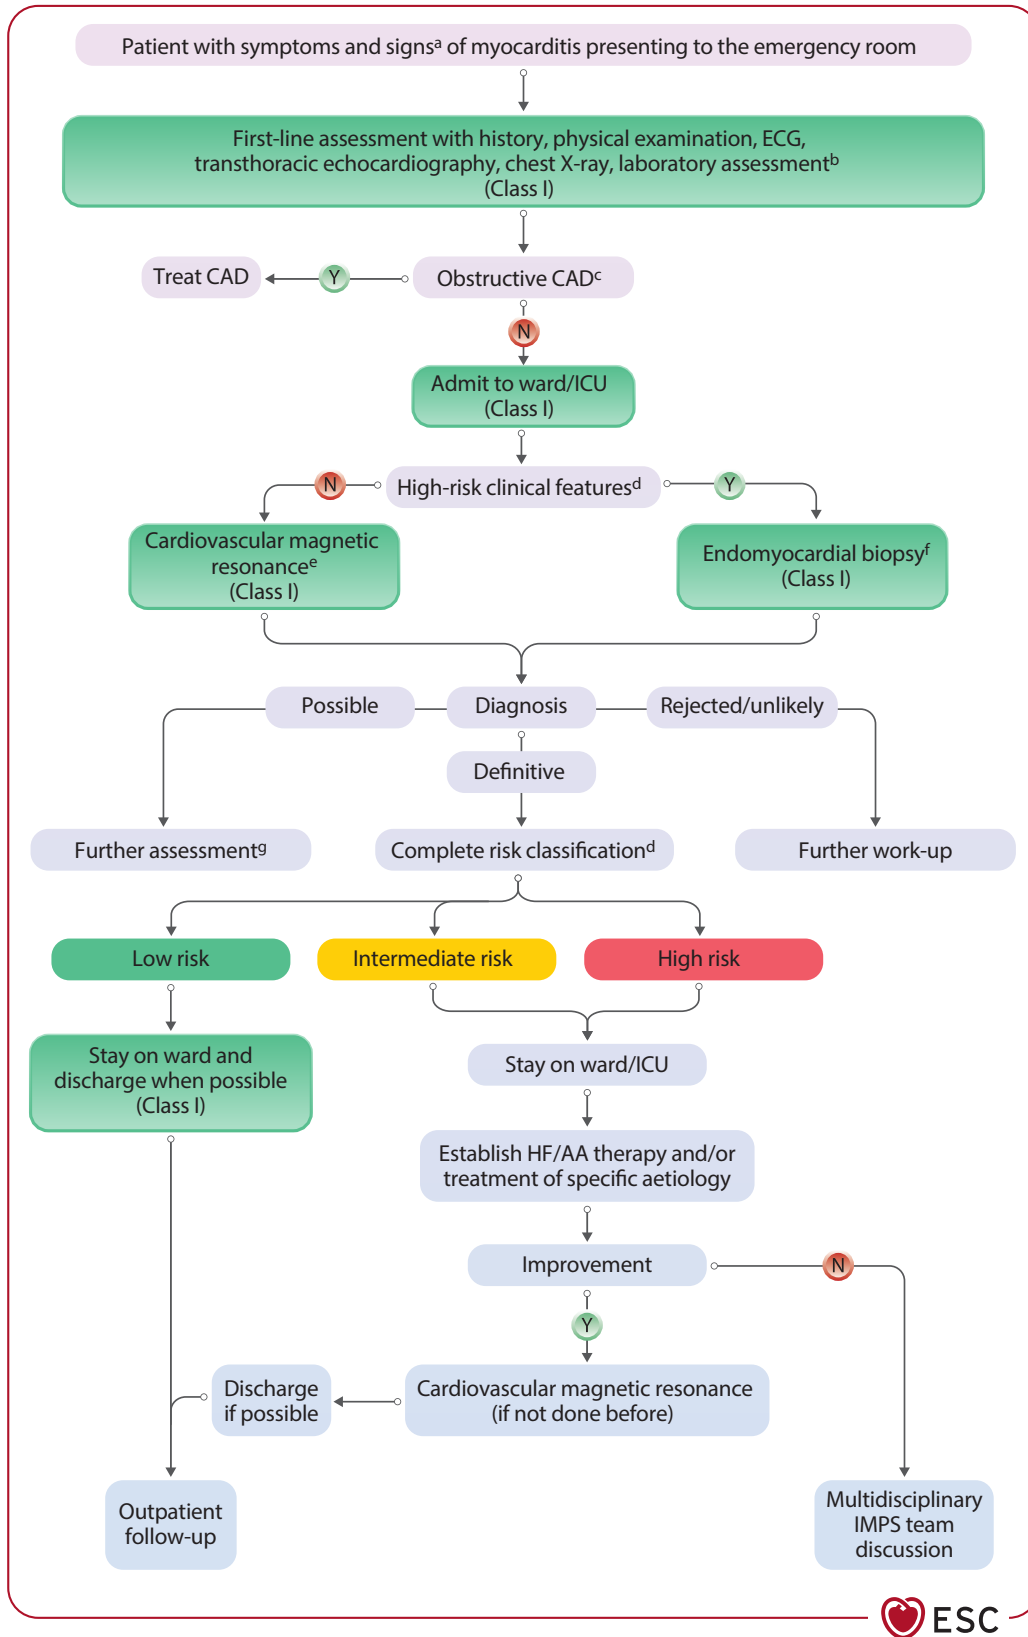 Patient with symptoms and signsᵃ of myocarditis presenting to the emergency room
First-line assessment with history, physical examination, ECG,
transthoracic echocardiography, chest X-ray, laboratory assessmentᵇ
(Class I)
Treat CAD
Y
Obstructive CADᶜ
N
Admit to ward/ICU
(Class I)
N
High-risk clinical featuresᵈ
Y
Cardiovascular magnetic
resonanceᵉ
(Class I)
Endomyocardial biopsyᶠ
(Class I)
Possible
Diagnosis
Rejected/unlikely
Definitive
Further assessmentᵍ
Complete risk classificationᵈ
Further work-up
Low risk
Intermediate risk
High risk
Stay on ward and
discharge when possible
(Class I)
Stay on ward/ICU
Establish HF/AA therapy and/or
treatment of specific aetiology
Improvement
N
Y
Discharge
if possible
Cardiovascular magnetic resonance
(if not done before)
Outpatient
follow-up
Multidisciplinary
IMPS team
discussion
ESC